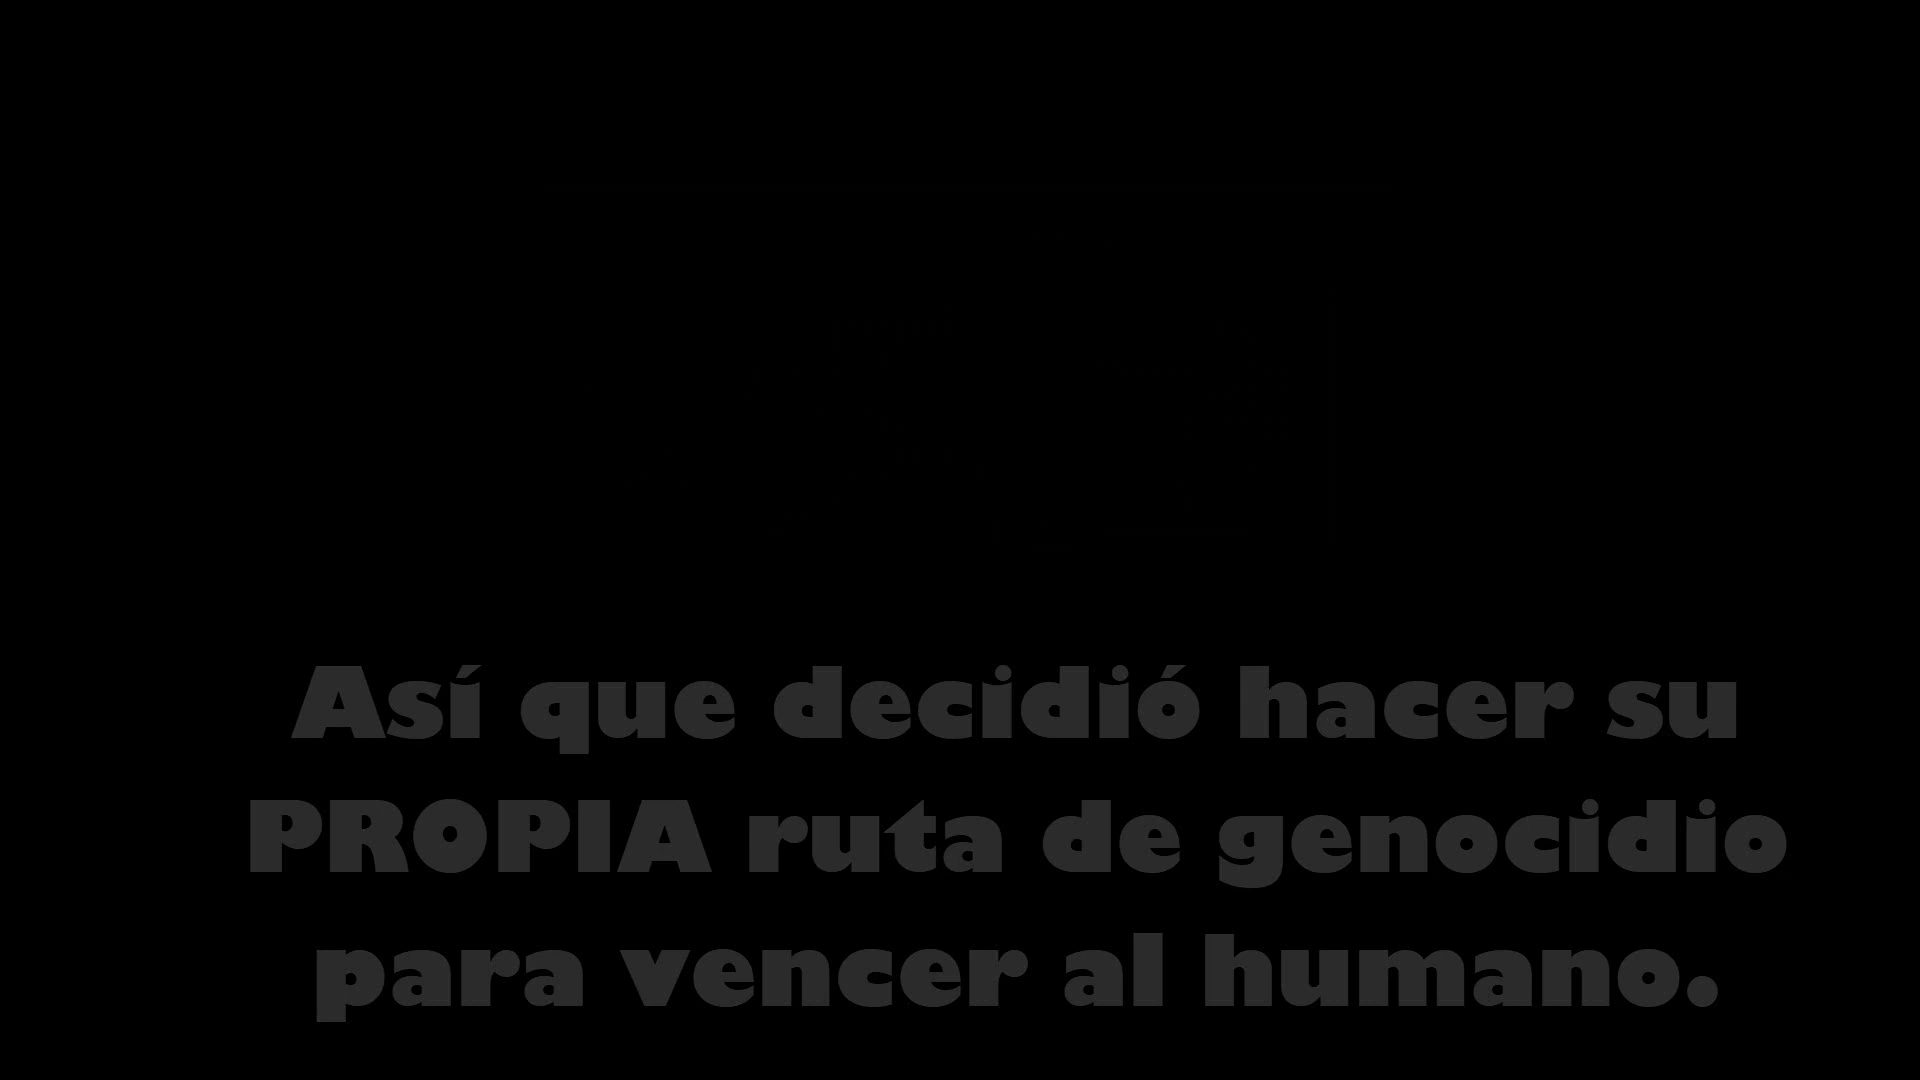 Así que decidió hacer su
PROPIA ruta de genocidio
para vencer al humano.